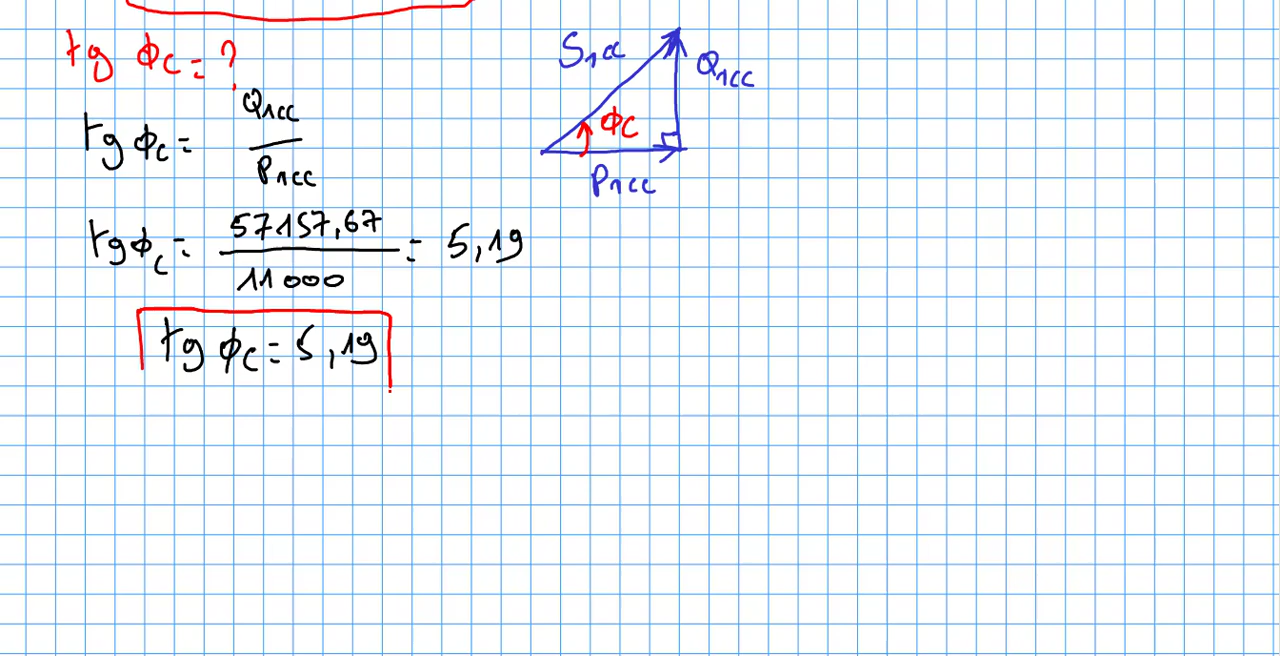 tg ϕc = ?
tg ϕc = Q1cc / P1cc
tg ϕc = 57157,67 / 11000 = 5,19
tg ϕc = 5,19
S1cc
Q1cc
ϕc
P1cc